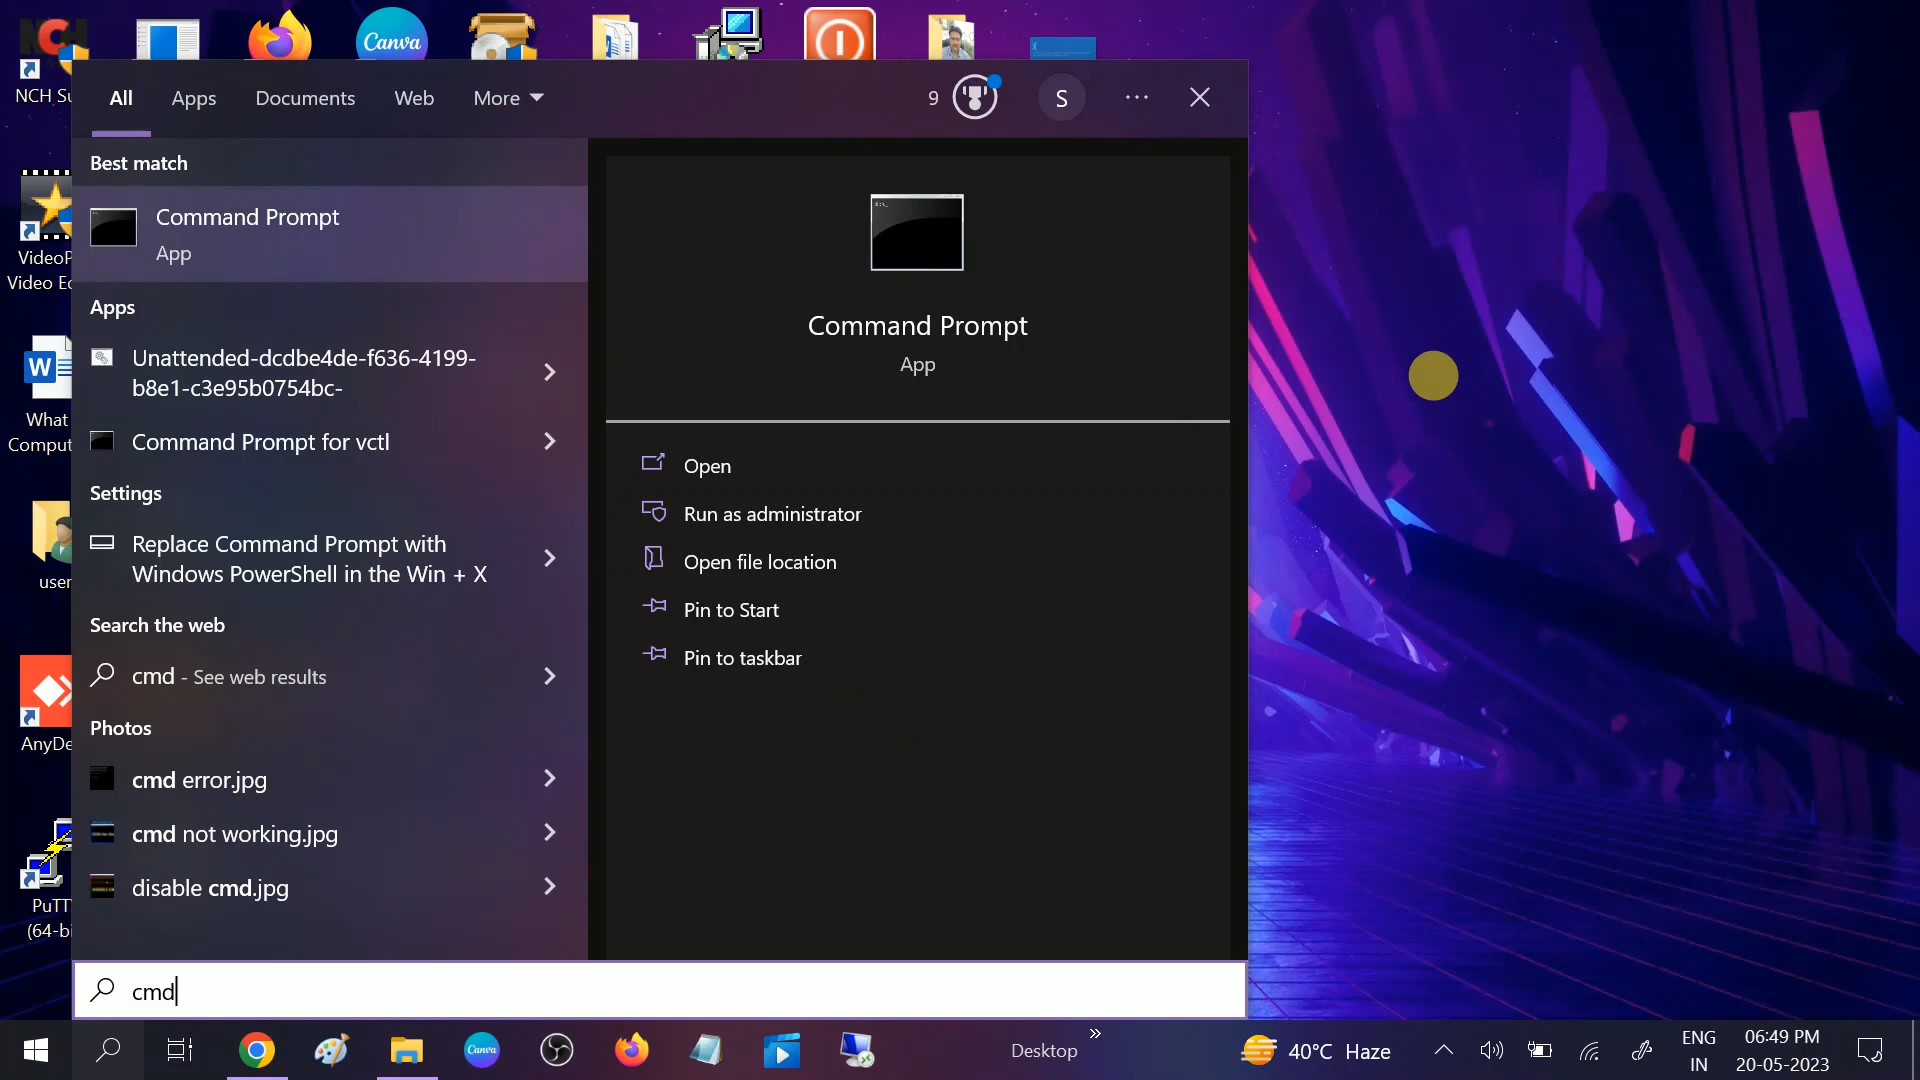 Canva
NCH Su
VideoP
Video Ed
W
What
Comput
user
AnyDe
PuTT
(64-bi
All
Apps
Documents
Web
More
9
S
Best match
Command Prompt
App
Apps
Unattended-dcdbe4de-f636-4199-
b8e1-c3e95b0754bc-
Command Prompt for vctl
Settings
Replace Command Prompt with
Windows PowerShell in the Win + X
Search the web
cmd - See web results
Photos
cmd error.jpg
cmd not working.jpg
disable cmd.jpg
Command Prompt
App
Open
Run as administrator
Open file location
Pin to Start
Pin to taskbar
cmd
Canva
Desktop
40°C Haze
ENG
IN
06:49 PM
20-05-2023